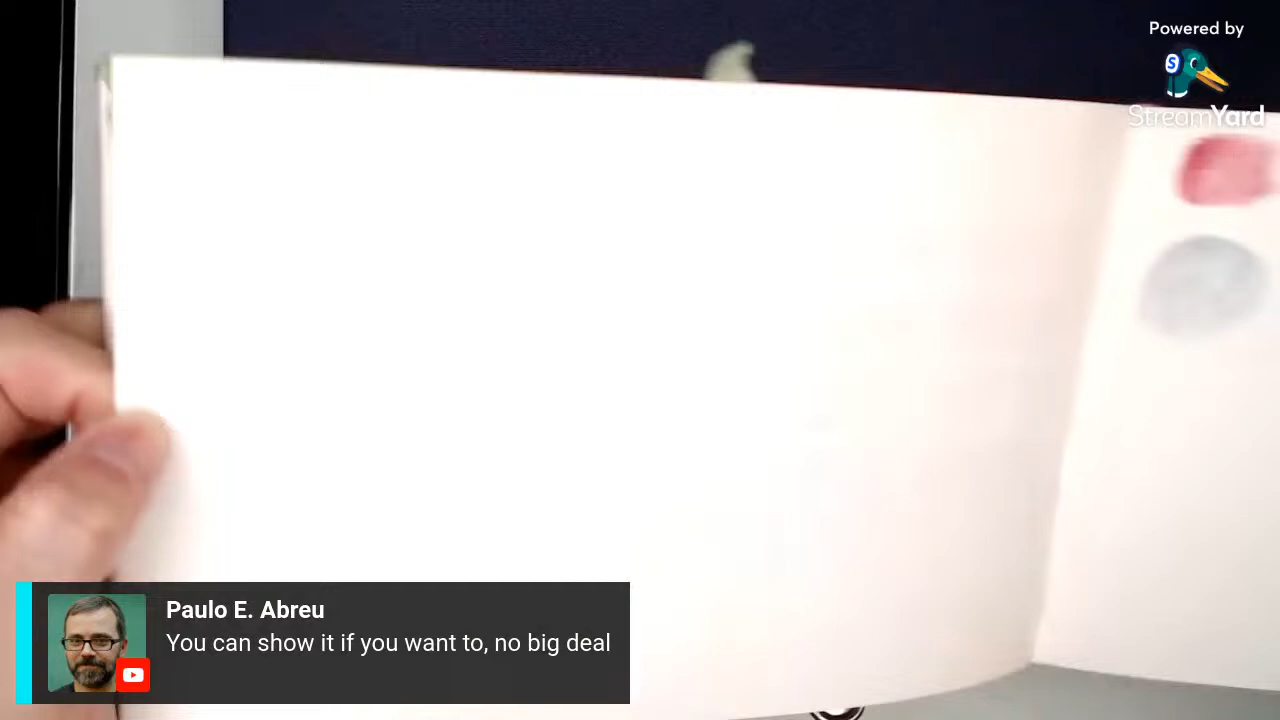 Powered by
StreamYard
Paulo E. Abreu
You can show it if you want to, no big deal